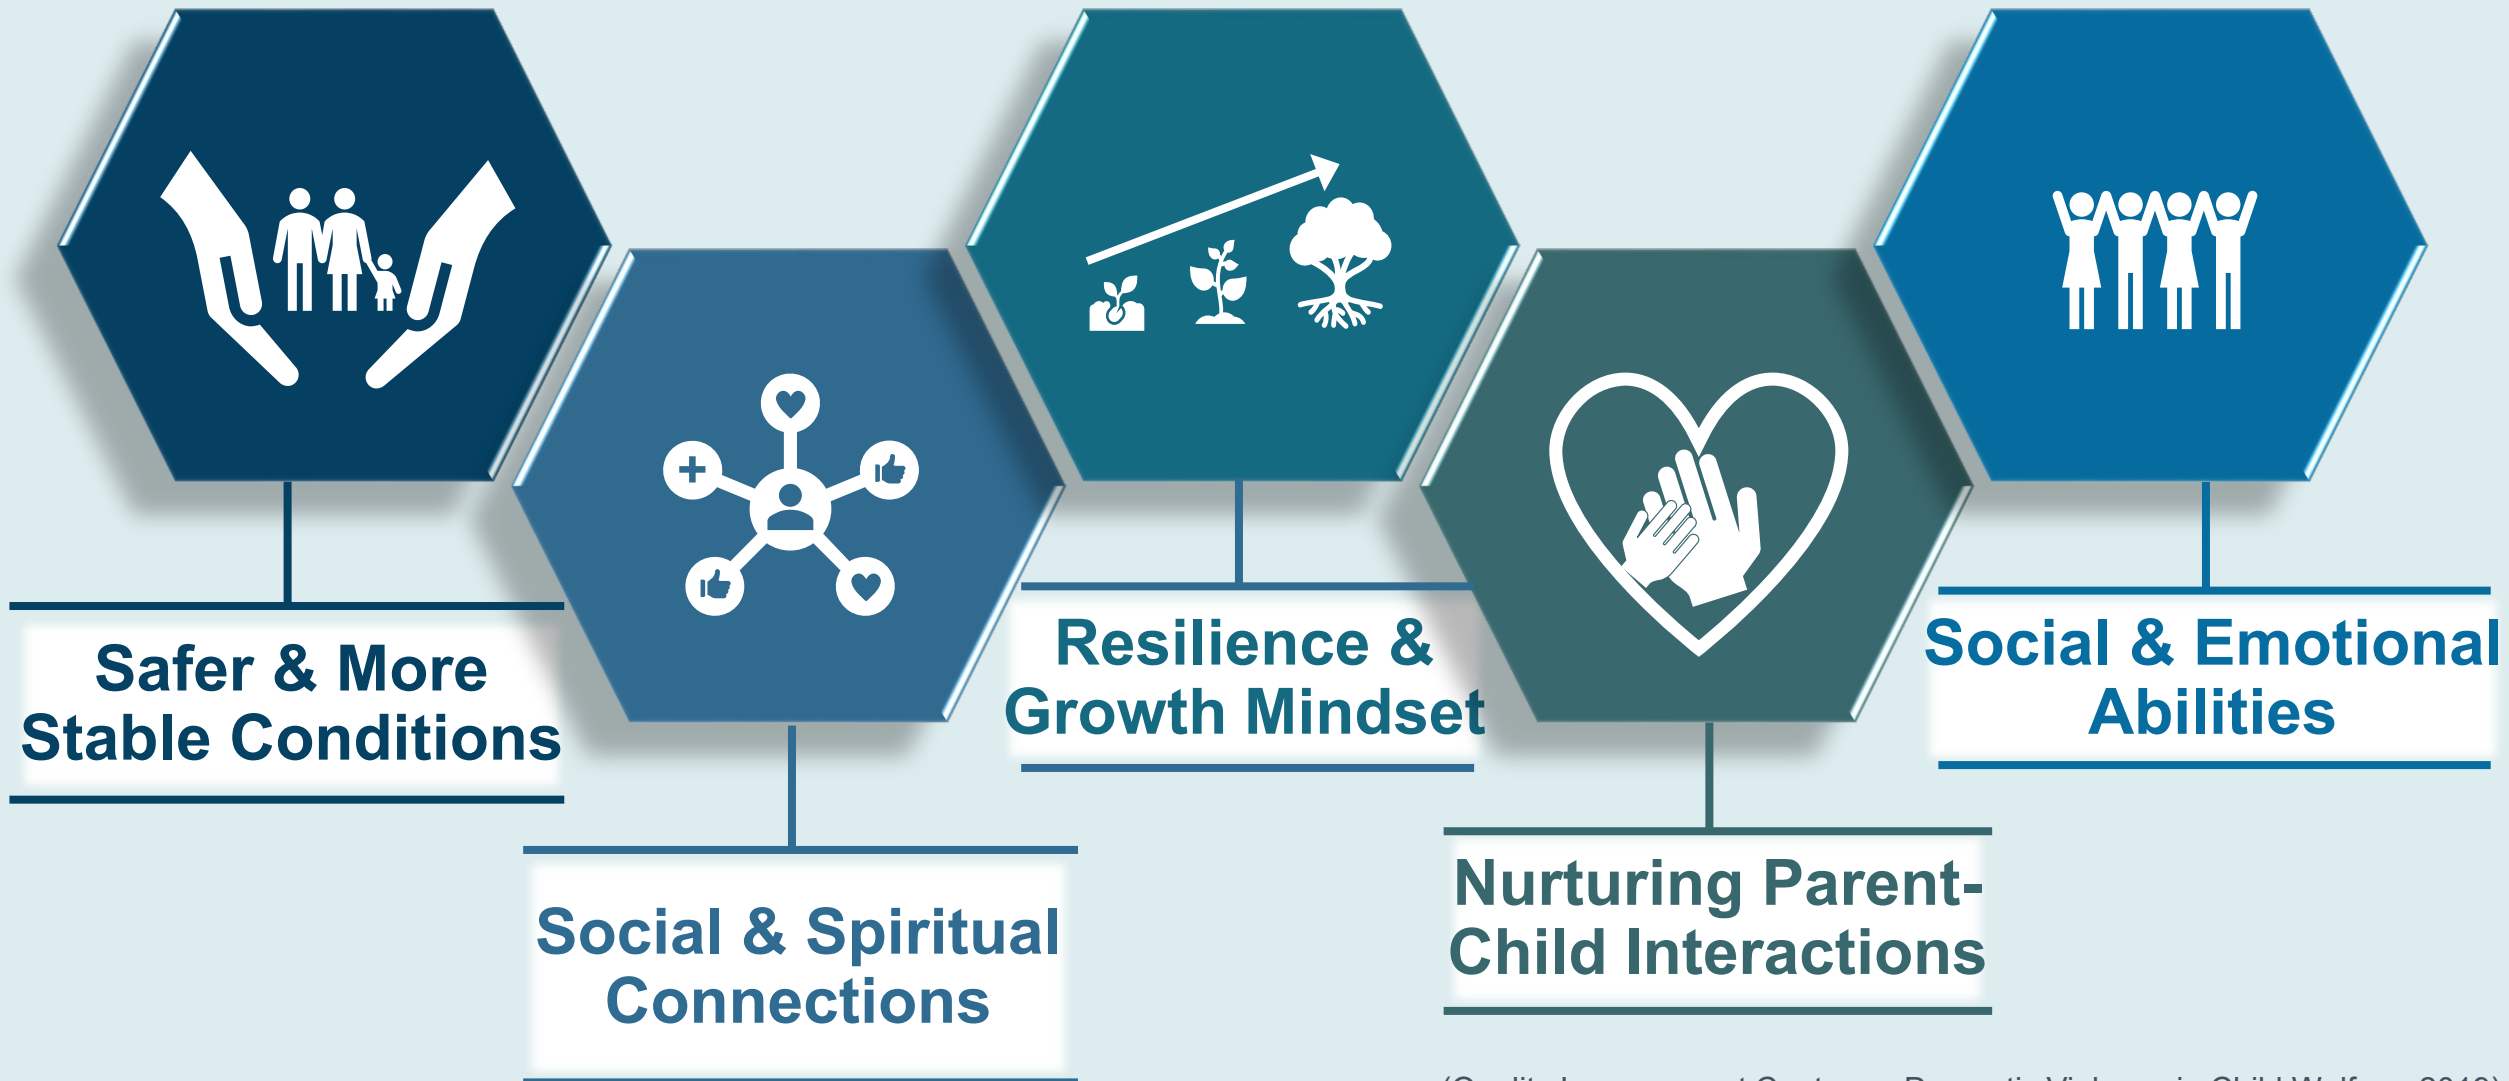 Safer & More
Stable Conditions
Social & Spiritual
Connections
Resilience &
Growth Mindset
Nurturing Parent-
Child Interactions
Social & Emotional
Abilities